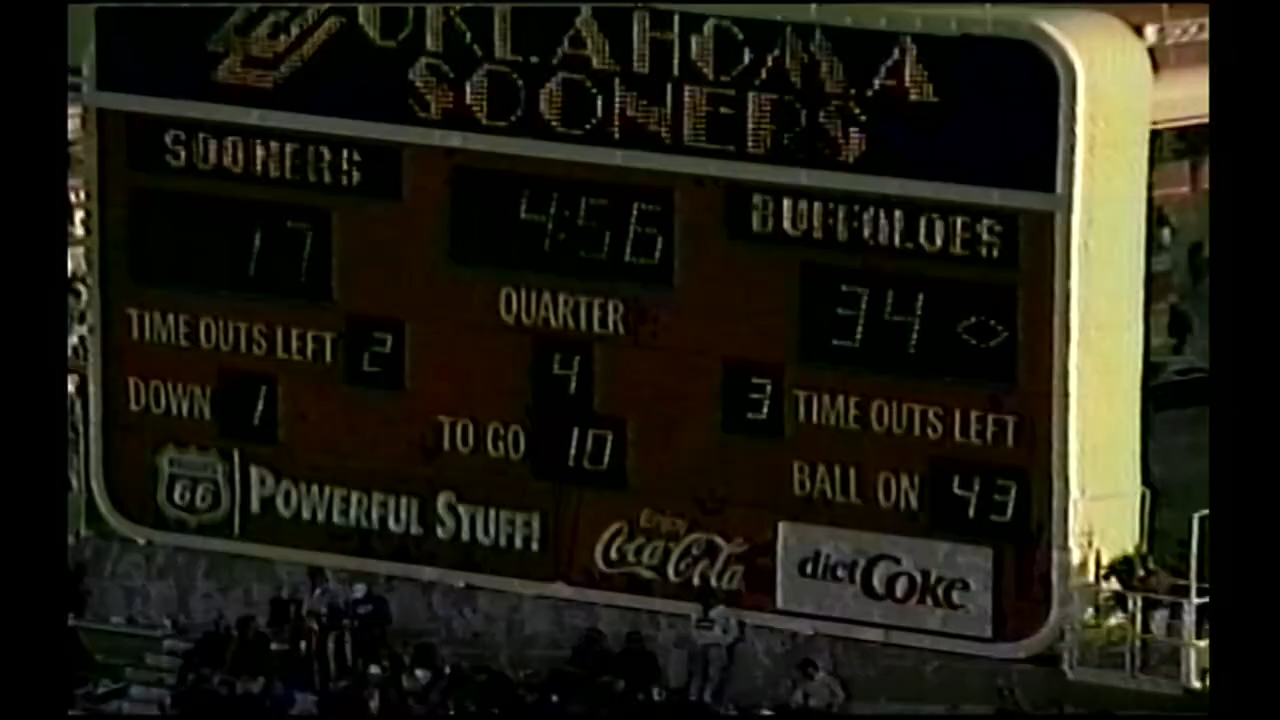 OKLAHOMA
SOONERS
SOONERS
4:56
BUFFOLOES
17
34
QUARTER
4
TIME OUTS LEFT 2
3 TIME OUTS LEFT
DOWN 1
TO GO 10
BALL ON 43
66
POWERFUL STUFF!
Enjoy
Coca-Cola
diet Coke